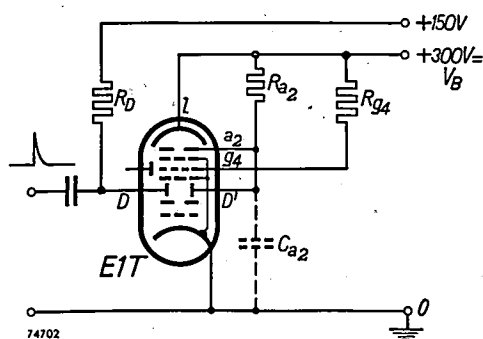 +150V
+300V=
V_B
R_D
l
R_a2
R_g4
a2
g4
D
D'
C_a2
E1T
0
74702